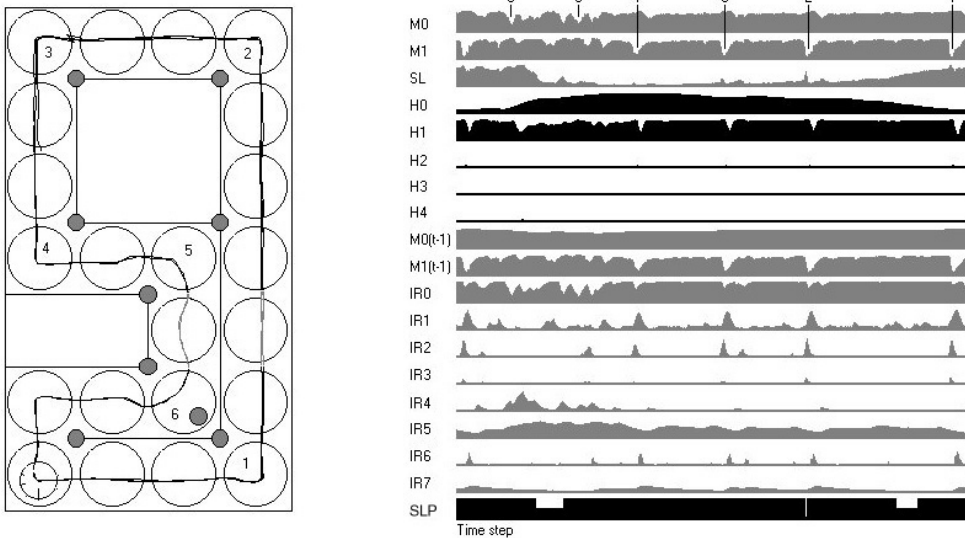 3
2
4
5
6
1
M0
M1
SL
H0
H1
H2
H3
H4
M0(t-1)
M1(t-1)
IR0
IR1
IR2
IR3
IR4
IR5
IR6
IR7
SLP
Time step